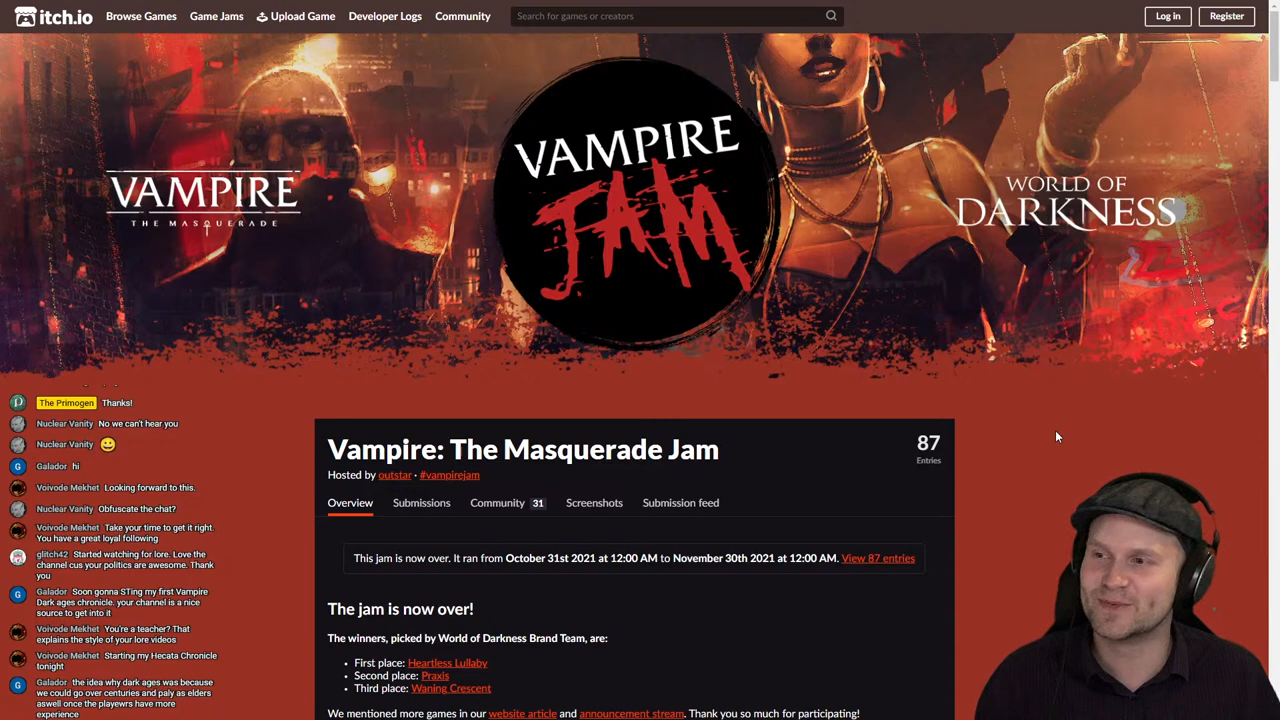 itch.io Browse Games Game Jams Upload Game Developer Logs Community Search for games or creators Log in Register
VAMPIRE
THE MASQUERADE
VAMPIRE
JAM
WORLD OF
DARKNESS
The Primogen Thanks!
Nuclear Vanity No we can't hear you
Nuclear Vanity 😀
G Galador hi
Voivode Mekhet Looking forward to this.
Nuclear Vanity Obfuscate the chat?
Voivode Mekhet Take your time to get it right.
You have a great loyal following
glitch42 Started watching for lore. Love the
channel cus your politics are awesome. Thank
you
G Galador Soon gonna STing my first Vampire
Dark ages chronicle. your channel is a nice
source to get into it
Voivode Mekhet You're a teacher? That
explains the style of your lore videos
Voivode Mekhet Starting my Hecata Chronicle
tonight
G Galador the idea why dark ages was because
we could go over centuries and paly as elders
aswell once the playewrs have more
experience
Vampire: The Masquerade Jam
Hosted by outstar · #vampirejam
87
Entries
Overview Submissions Community 31 Screenshots Submission feed
This jam is now over. It ran from October 31st 2021 at 12:00 AM to November 30th 2021 at 12:00 AM. View 87 entries
The jam is now over!
The winners, picked by World of Darkness Brand Team, are:
• First place: Heartless Lullaby
• Second place: Praxis
• Third place: Waning Crescent
We mentioned more games in our website article and announcement stream. Thank you so much for participating!